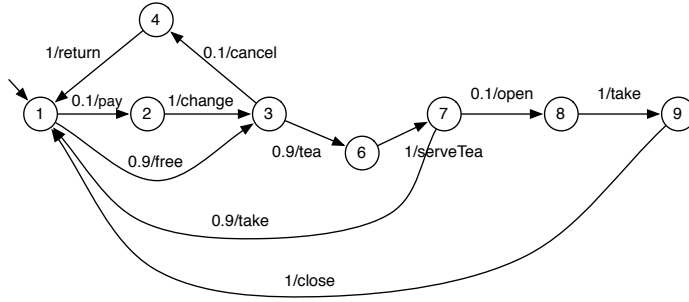 4
1/return
0.1/cancel
0.1/pay
1/change
0.1/open
1/take
1
2
3
7
8
9
6
0.9/free
0.9/tea
1/serveTea
0.9/take
1/close